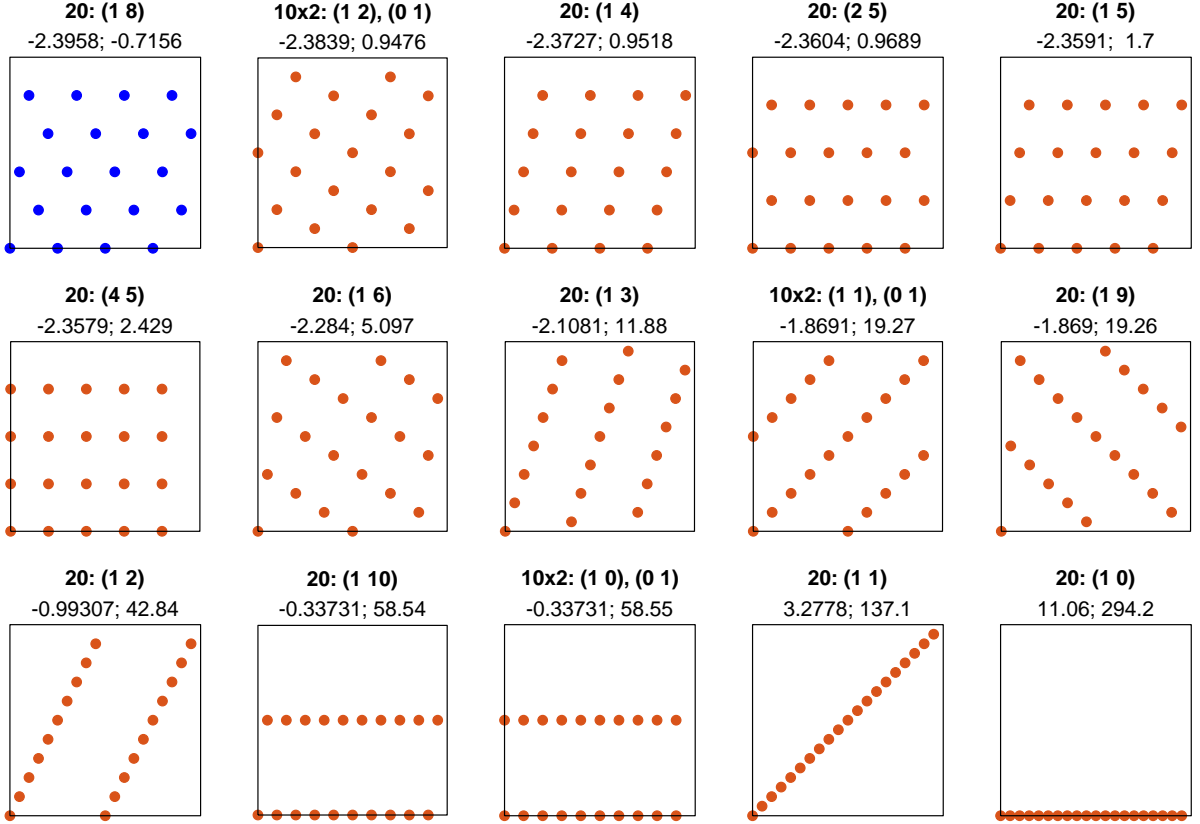 20: (1 8)
-2.3958; -0.7156
10x2: (1 2), (0 1)
-2.3839; 0.9476
20: (1 4)
-2.3727; 0.9518
20: (2 5)
-2.3604; 0.9689
20: (1 5)
-2.3591; 1.7
20: (4 5)
-2.3579; 2.429
20: (1 6)
-2.284; 5.097
20: (1 3)
-2.1081; 11.88
10x2: (1 1), (0 1)
-1.8691; 19.27
20: (1 9)
-1.869; 19.26
20: (1 2)
-0.99307; 42.84
20: (1 10)
-0.33731; 58.54
10x2: (1 0), (0 1)
-0.33731; 58.55
20: (1 1)
3.2778; 137.1
20: (1 0)
11.06; 294.2